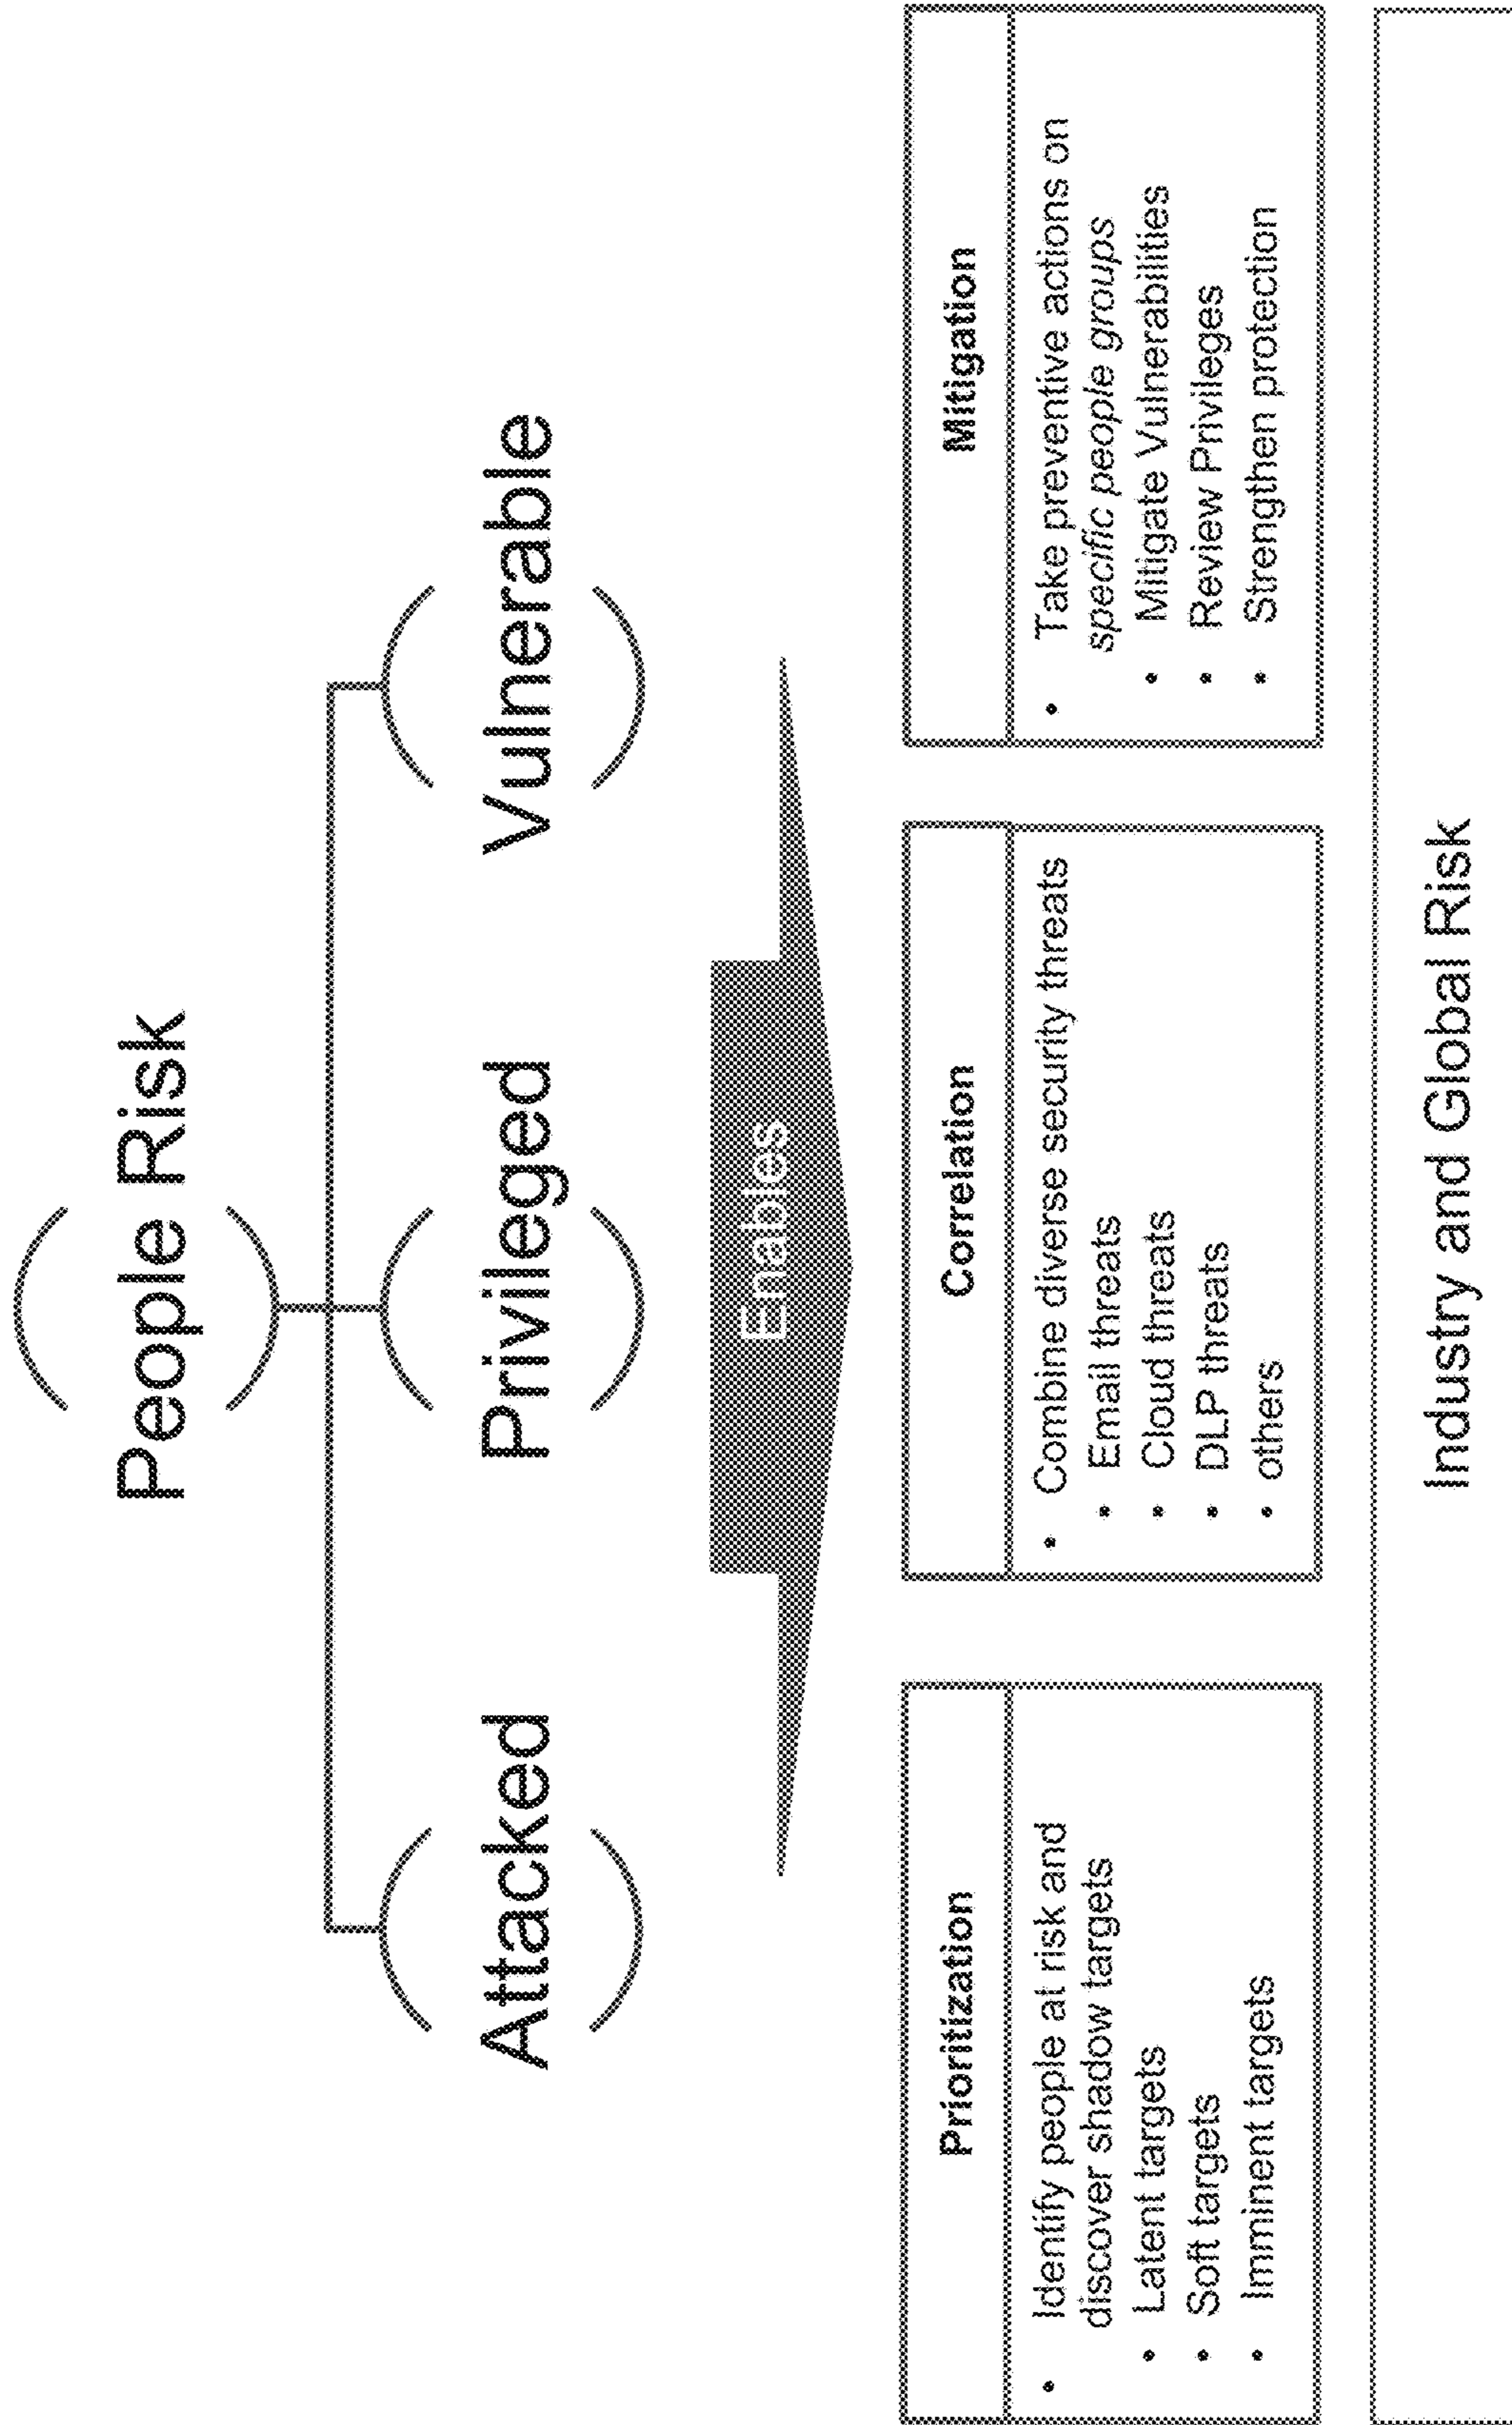 People Risk
Attacked
Privileged
Vulnerable
Enables
Prioritization
• Identify people at risk and
discover shadow targets
• Latent targets
• Soft targets
• Imminent targets
Correlation
• Combine diverse security threats
• Email threats
• Cloud threats
• DLP threats
• others
Mitigation
• Take preventive actions on
specific people groups
• Mitigate Vulnerabilities
• Review Privileges
• Strengthen protection
Industry and Global Risk